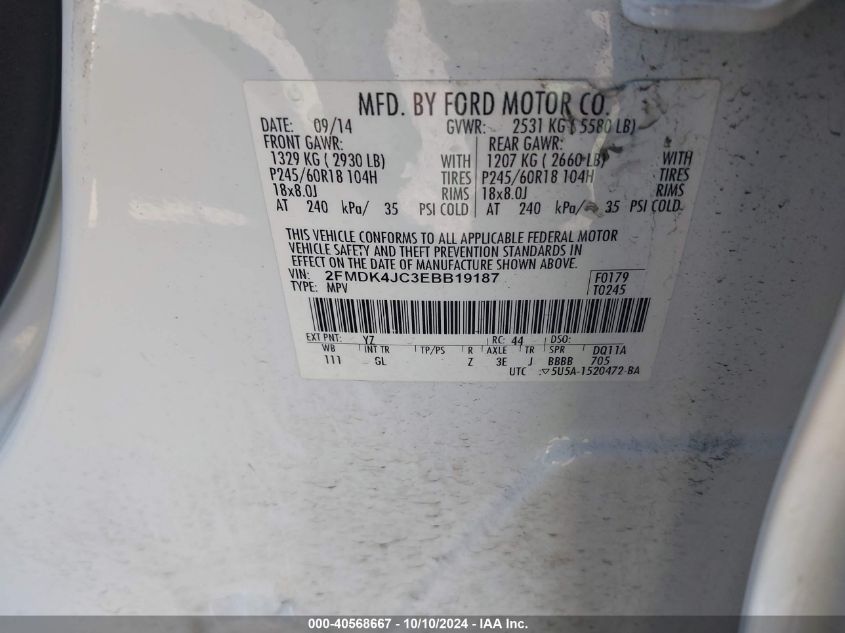 MFD. BY FORD MOTOR CO.
DATE: 09/14 GVWR: 2531 KG ( 5580 LB)
FRONT GAWR: REAR GAWR:
1329 KG ( 2930 LB) WITH 1207 KG ( 2660 LB) WITH
P245/60R18 104H TIRES P245/60R18 104H TIRES
18x8.0J RIMS 18x8.0J RIMS
AT 240 kPa/ 35 PSI COLD AT 240 kPa/ 35 PSI COLD
THIS VEHICLE CONFORMS TO ALL APPLICABLE FEDERAL MOTOR
VEHICLE SAFETY AND THEFT PREVENTION STANDARDS IN
EFFECT ON THE DATE OF MANUFACTURE SHOWN ABOVE.
VIN: 2FMDK4JC3EBB19187 F0179
TYPE: MPV T0245
EXT PNT: YZ RC: 44 DSO:
WB INT TR TP/PS R AXLE TR SPR DQ11A
111 GL Z 3E J BBBB 705
UTC ▽5U5A-1520472-BA
000-40568667 - 10/10/2024 - IAA Inc.